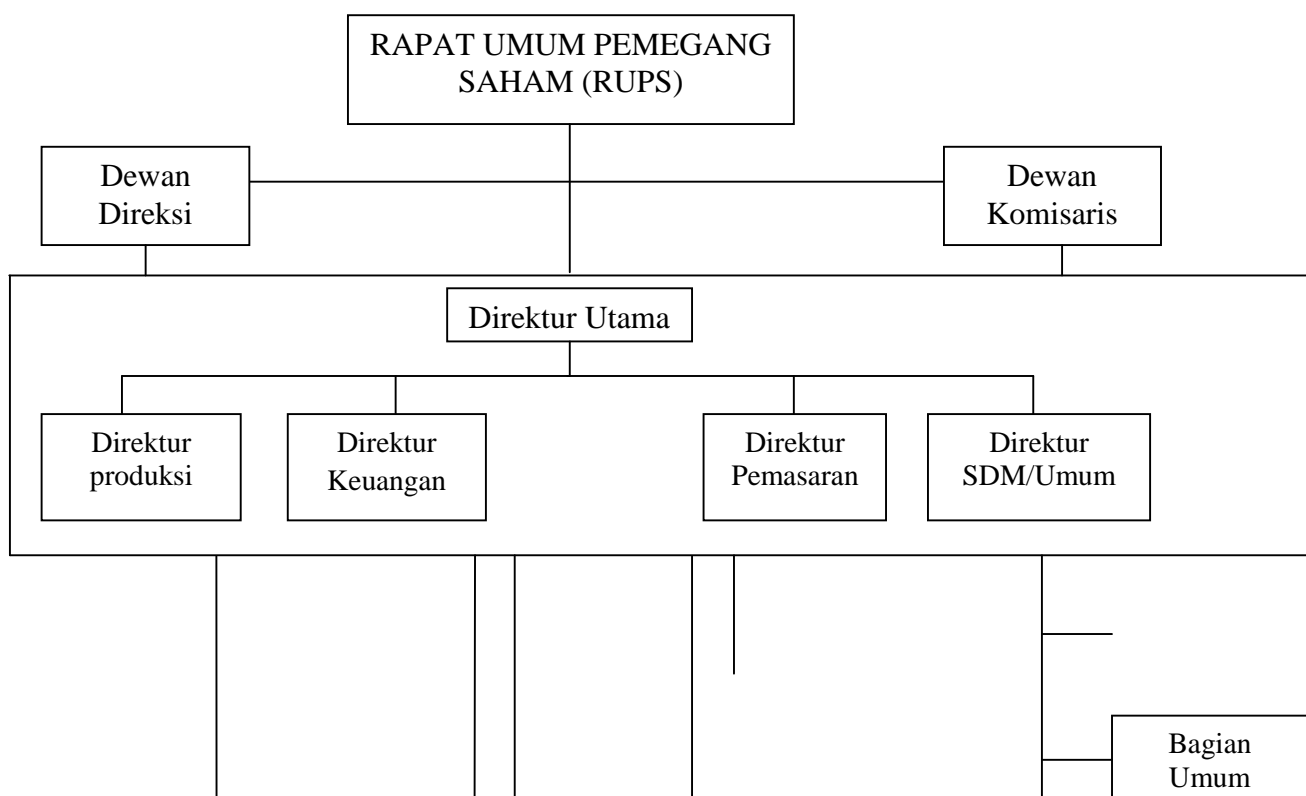 RAPAT UMUM PEMEGANG
SAHAM (RUPS)
Dewan
Direksi
Dewan
Komisaris
Direktur Utama
Direktur
produksi
Direktur
Keuangan
Direktur
Pemasaran
Direktur
SDM/Umum
Bagian
Umum